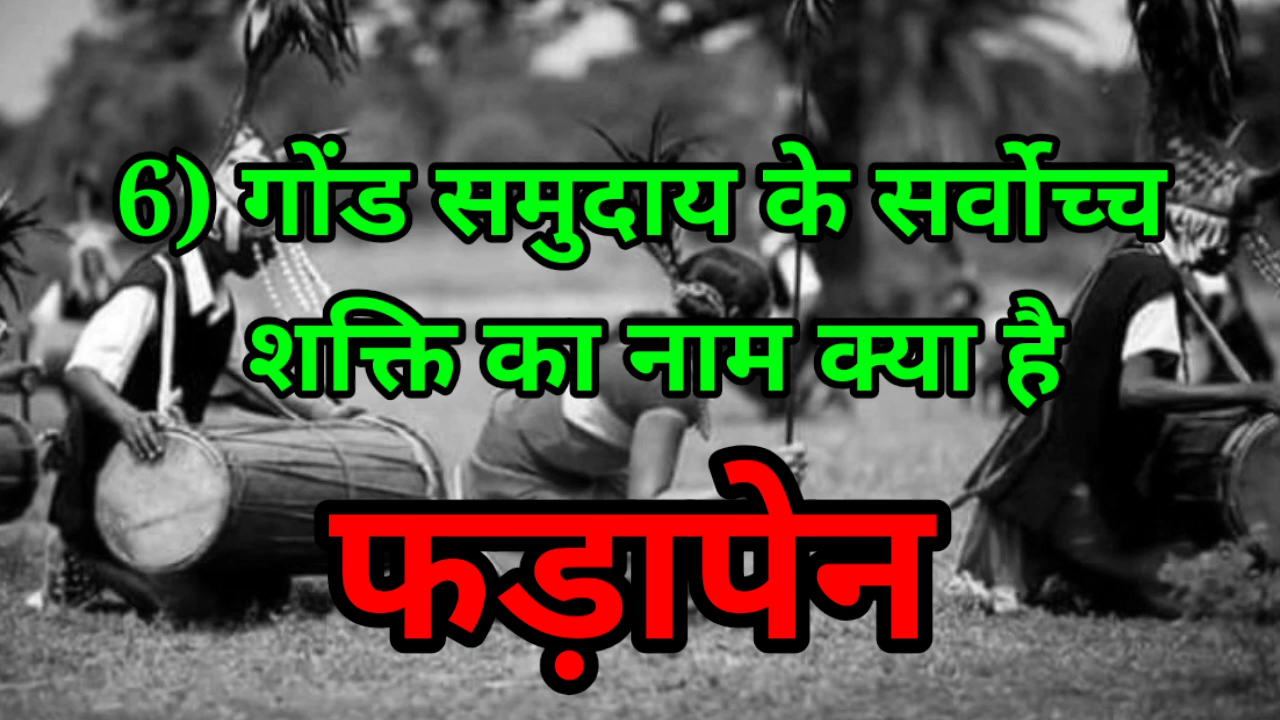 6) गोंड समुदाय के सर्वोच्च
शक्ति का नाम क्या है
फड़ापेन